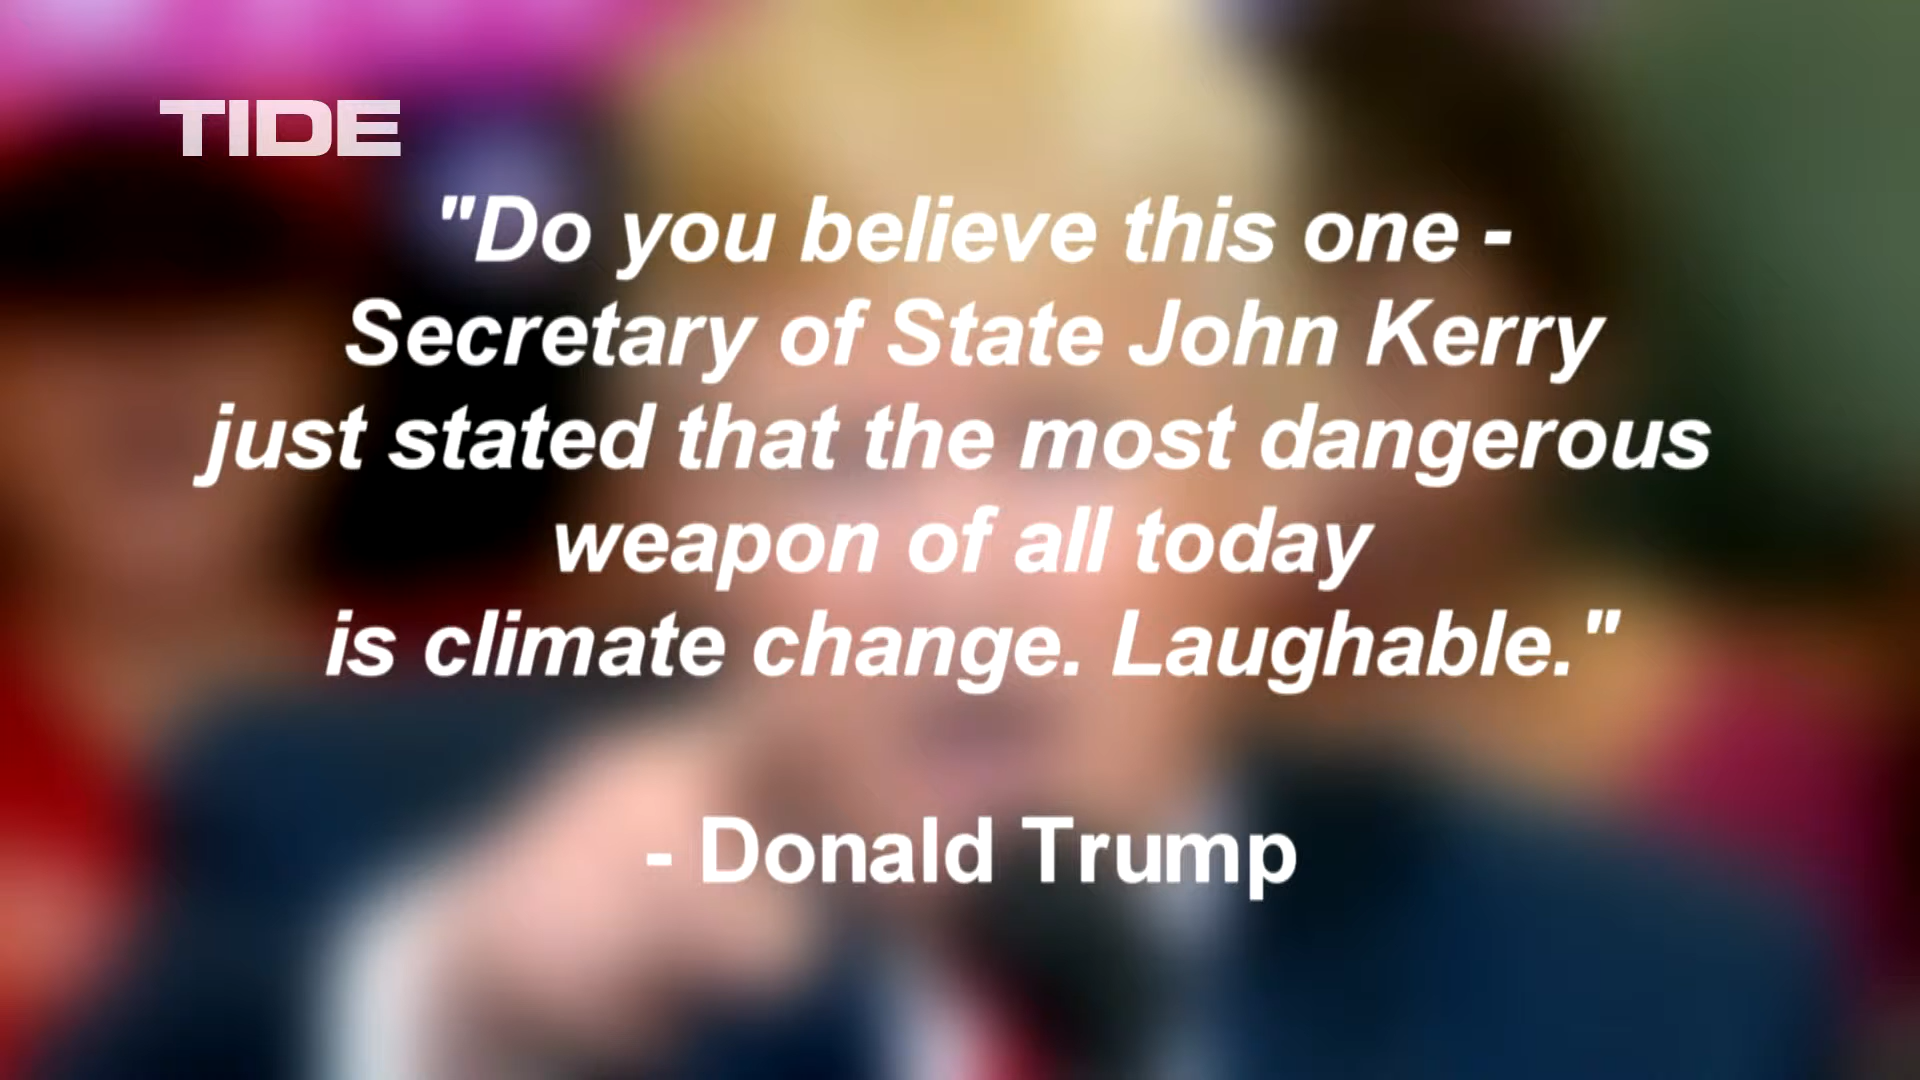 TIDE
"Do you believe this one -
Secretary of State John Kerry
just stated that the most dangerous
weapon of all today
is climate change. Laughable."
- Donald Trump